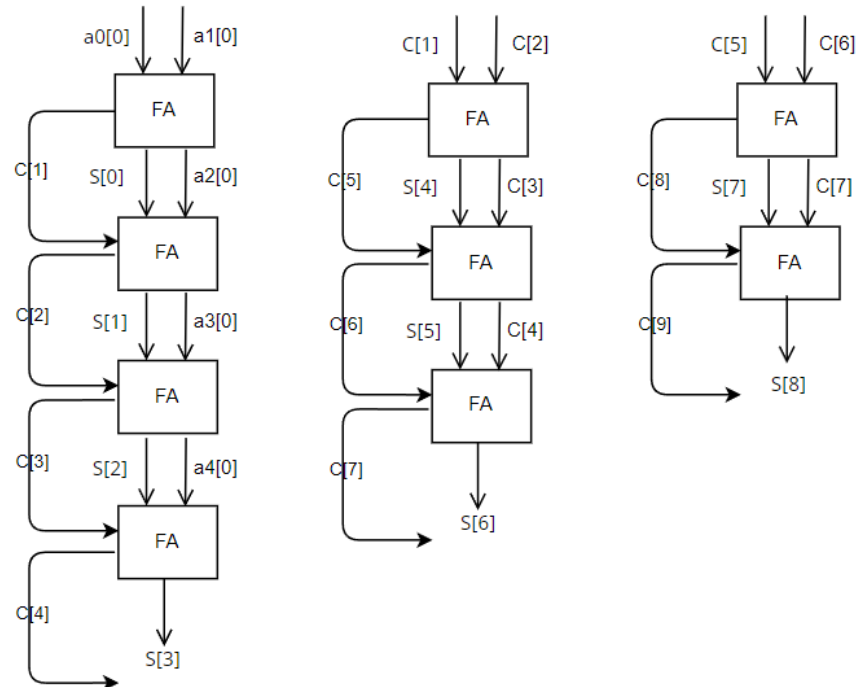 a0[0] a1[0]
FA
C[1] S[0] a2[0]
FA
C[2] S[1] a3[0]
FA
C[3] S[2] a4[0]
FA
C[4]
S[3]
C[1] C[2]
FA
C[5] S[4] C[3]
FA
C[6] S[5] C[4]
FA
C[7]
S[6]
C[5] C[6]
FA
C[8] S[7] C[7]
FA
C[9]
S[8]